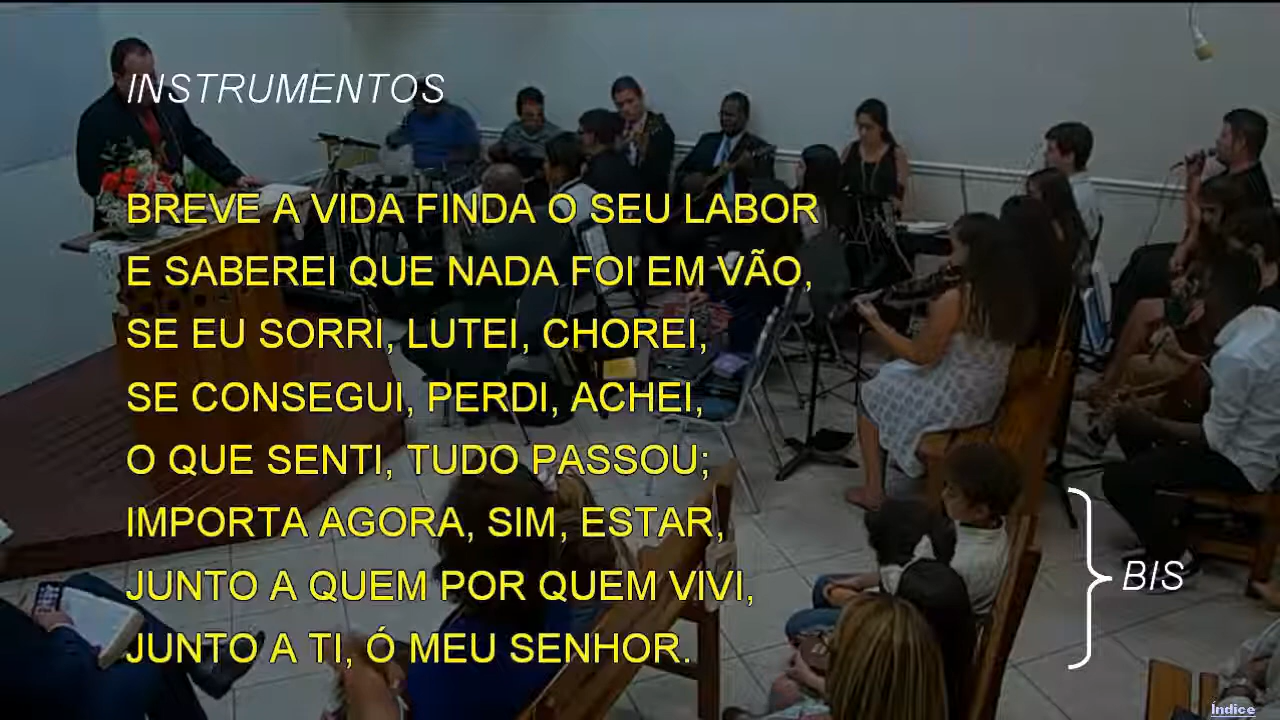 INSTRUMENTOS
BREVE A VIDA FINDA O SEU LABOR
E SABEREI QUE NADA FOI EM VÃO,
SE EU SORRI, LUTEI, CHOREI,
SE CONSEGUI, PERDI, ACHEI,
O QUE SENTI, TUDO PASSOU;
IMPORTA AGORA, SIM, ESTAR,
JUNTO A QUEM POR QUEM VIVI,
JUNTO A TI, Ó MEU SENHOR.
BIS
Índice